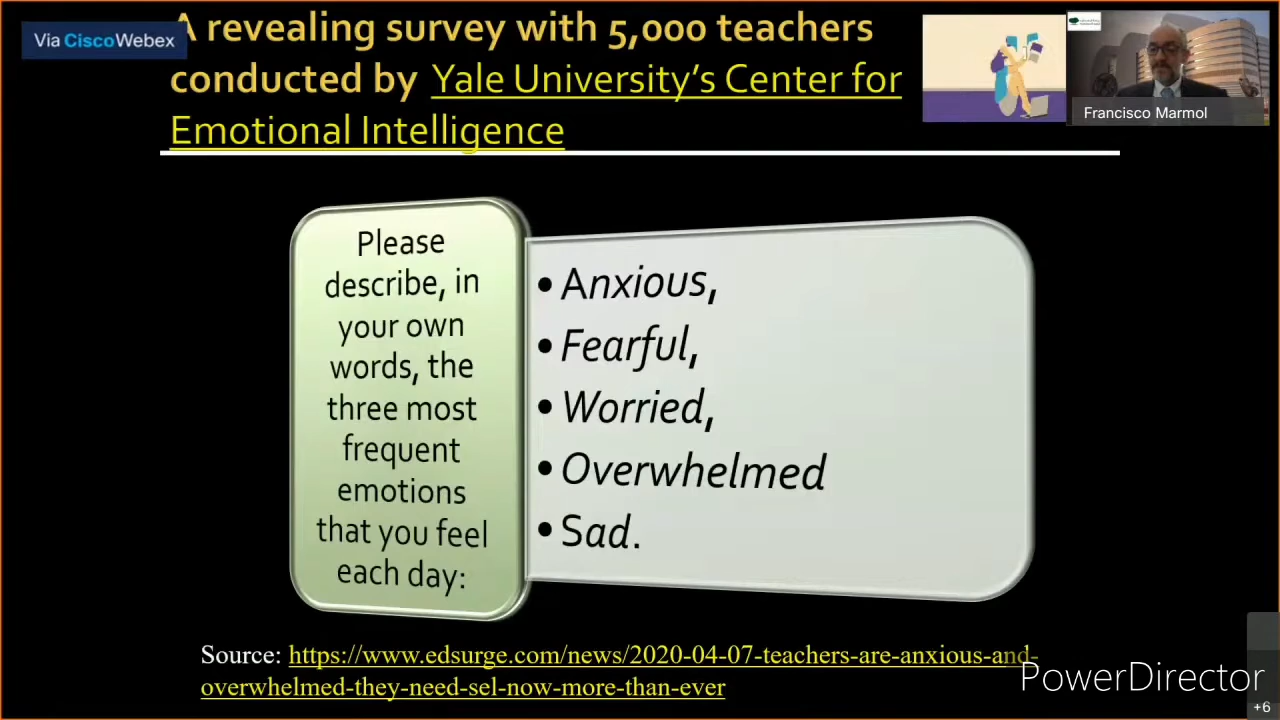 A revealing survey with 5,000 teachers
Via Cisco Webex
conducted by Yale University's Center for
Emotional Intelligence
Francisco Marmol
Please
describe, in
your own
words, the
three most
frequent
emotions
that you feel
each day:
• Anxious,
• Fearful,
• Worried,
• Overwhelmed
• Sad.
Source: https://www.edsurge.com/news/2020-04-07-teachers-are-anxious-and-
overwhelmed-they-need-sel-now-more-than-ever
PowerDirector
+6